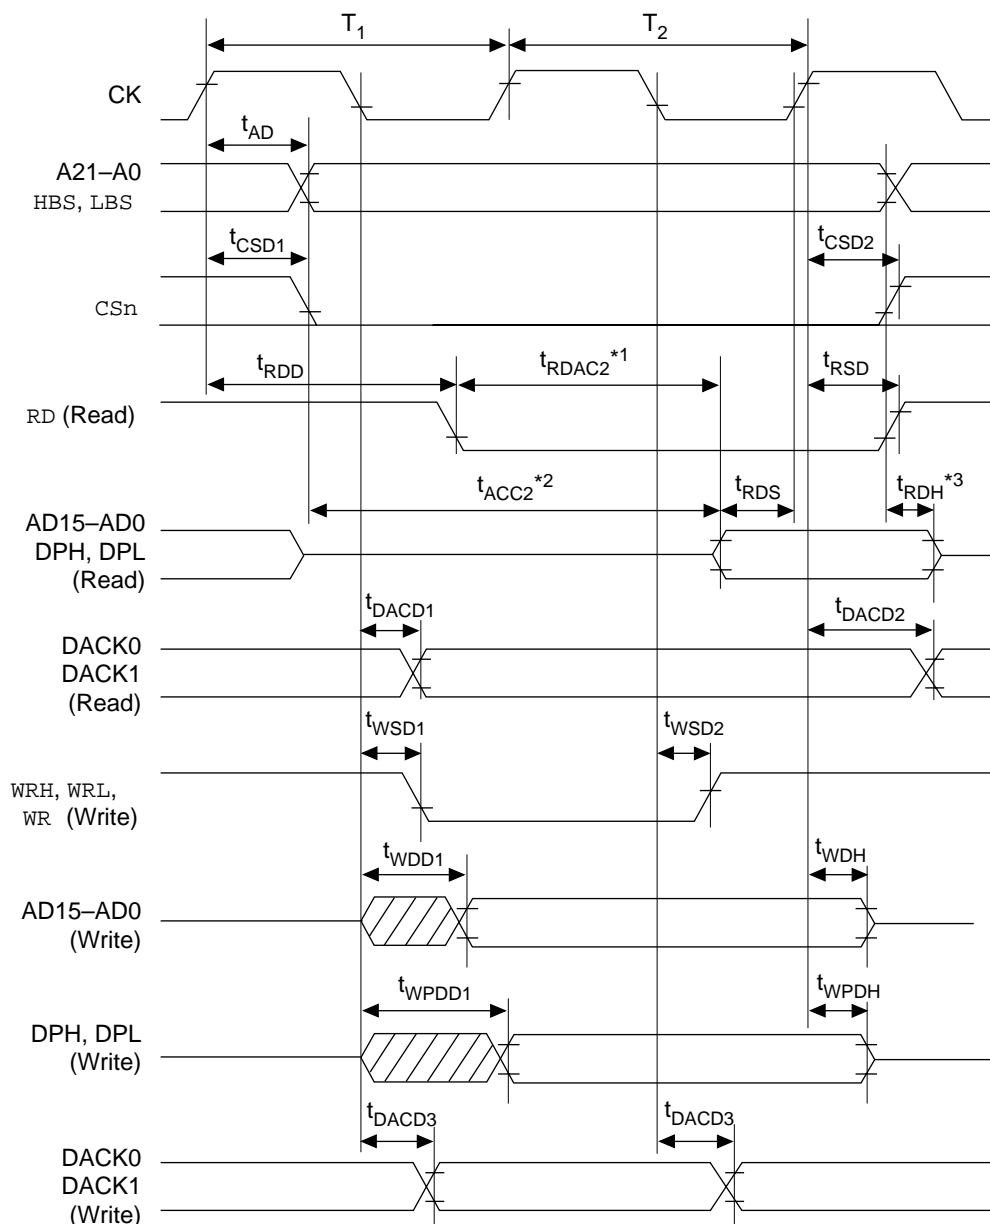 T1 T2
CK
tAD
A21–A0
HBS, LBS
tCSD1 tCSD2
CSn
tRDD tRDAC2*1 tRSD
RD (Read)
tACC2*2 tRDS tRDH*3
AD15–AD0
DPH, DPL
(Read)
tDACD1 tDACD2
DACK0
DACK1
(Read)
tWSD1 tWSD2
WRH, WRL,
WR (Write)
tWDD1 tWDH
AD15–AD0
(Write)
tWPDD1 tWPDH
DPH, DPL
(Write)
tDACD3 tDACD3
DACK0
DACK1
(Write)